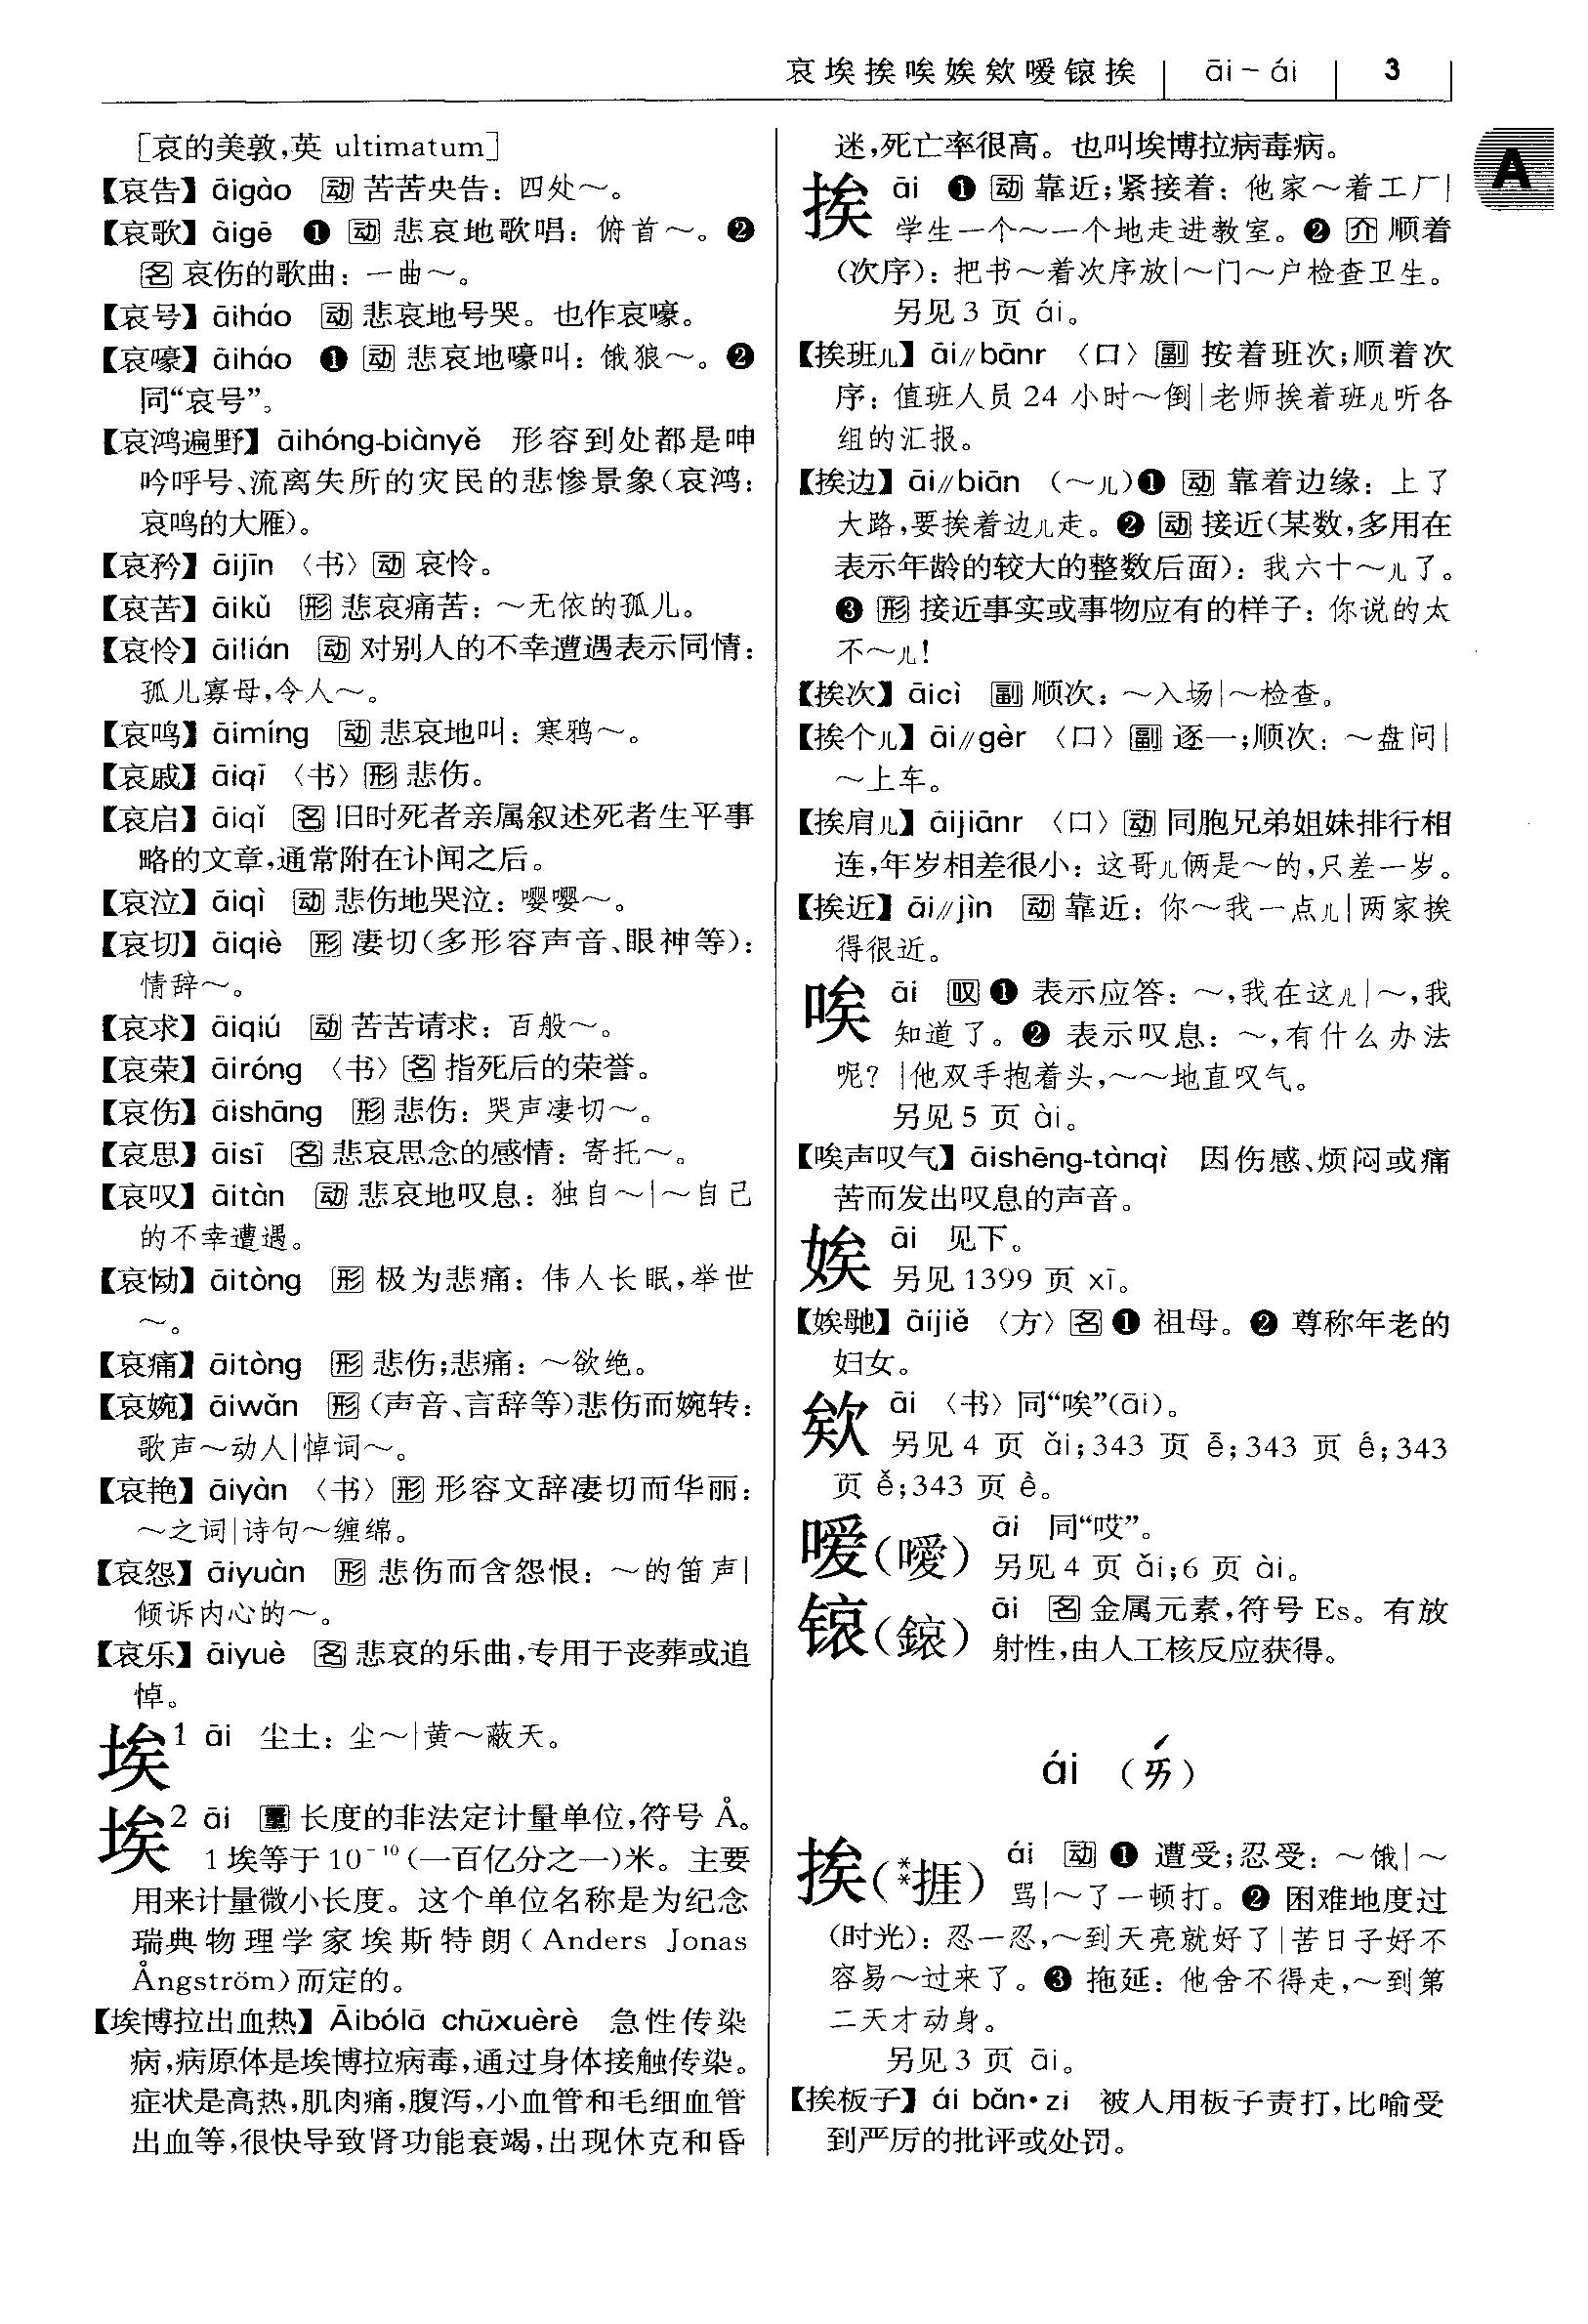 哀埃挨唉娭欸嗳锿挨 āi－ái 3
A
［哀的美敦，英 ultimatum］
【哀告】āigào 动 苦苦央告：四处～。
【哀歌】āigē ❶ 动 悲哀地歌唱：俯首～。❷
名 哀伤的歌曲：一曲～。
【哀号】āiháo 动 悲哀地号哭。也作哀嚎。
【哀嚎】āiháo ❶ 动 悲哀地嚎叫：饿狼～。❷
同“哀号”。
【哀鸿遍野】āihóng-biànyě 形容到处都是呻
吟呼号、流离失所的灾民的悲惨景象（哀鸿：
哀鸣的大雁）。
【哀矜】āijīn 〈书〉动 哀怜。
【哀苦】āikǔ 形 悲哀痛苦：～无依的孤儿。
【哀怜】āilián 动 对别人的不幸遭遇表示同情：
孤儿寡母，令人～。
【哀鸣】āimíng 动 悲哀地叫：寒鸦～。
【哀戚】āiqī 〈书〉形 悲伤。
【哀启】āiqǐ 名 旧时死者亲属叙述死者生平事
略的文章，通常附在讣闻之后。
【哀泣】āiqì 动 悲伤地哭泣：嘤嘤～。
【哀切】āiqiè 形 凄切（多形容声音、眼神等）：
情辞～。
【哀求】āiqiú 动 苦苦请求：百般～。
【哀荣】āiróng 〈书〉名 指死后的荣誉。
【哀伤】āishāng 形 悲伤：哭声凄切～。
【哀思】āisī 名 悲哀思念的感情：寄托～。
【哀叹】āitàn 动 悲哀地叹息：独自～|～自己
的不幸遭遇。
【哀恸】āitòng 形 极为悲痛：伟人长眠，举世
～。
【哀痛】āitòng 形 悲伤；悲痛：～欲绝。
【哀婉】āiwǎn 形（声音、言辞等）悲伤而婉转：
歌声～动人|悼词～。
【哀艳】āiyàn 〈书〉形 形容文辞凄切而华丽：
～之词|诗句～缠绵。
【哀怨】āiyuàn 形 悲伤而含怨恨：～的笛声|
倾诉内心的～。
【哀乐】āiyuè 名 悲哀的乐曲，专用于丧葬或追
悼。
埃1 āi 尘土：尘～|黄～蔽天。
埃2 āi 量 长度的非法定计量单位，符号 Å。
1 埃等于 10⁻¹⁰（一百亿分之一）米。主要
用来计量微小长度。这个单位名称是为纪念
瑞典物理学家埃斯特朗（Anders Jonas
Ångström）而定的。
【埃博拉出血热】Āibólā chūxuèrè 急性传染
病，病原体是埃博拉病毒，通过身体接触传染。
症状是高热，肌肉痛，腹泻，小血管和毛细血管
出血等，很快导致肾功能衰竭，出现休克和昏
迷，死亡率很高。也叫埃博拉病毒病。
挨 āi ❶ 动 靠近；紧接着：他家～着工厂|
学生一个～一个地走进教室。❷ 介 顺着
（次序）：把书～着次序放|～门～户检查卫生。
另见 3 页 ái。
【挨班儿】āi∥bānr 〈口〉副 按着班次；顺着次
序：值班人员 24 小时～倒|老师挨着班儿听各
组的汇报。
【挨边】āi∥biān （～儿）❶ 动 靠着边缘：上了
大路，要挨着边儿走。❷ 动 接近（某数，多用在
表示年龄的较大的整数后面）：我六十～儿了。
❸ 形 接近事实或事物应有的样子：你说的太
不～儿！
【挨次】āicì 副 顺次：～入场|～检查。
【挨个儿】āi∥gèr 〈口〉副 逐一；顺次：～盘问|
～上车。
【挨肩儿】āijiānr 〈口〉动 同胞兄弟姐妹排行相
连，年岁相差很小：这哥儿俩是～的，只差一岁。
【挨近】āi∥jìn 动 靠近：你～我一点儿|两家挨
得很近。
唉 āi 叹 ❶ 表示应答：～，我在这儿|～，我
知道了。❷ 表示叹息：～，有什么办法
呢？|他双手抱着头，～～地直叹气。
另见 5 页 ài。
【唉声叹气】āishēng-tànqì 因伤感、烦闷或痛
苦而发出叹息的声音。
娭 āi 见下。
另见 1399 页 xī。
【娭毑】āijiě 〈方〉名 ❶ 祖母。❷ 尊称年老的
妇女。
欸 āi 〈书〉同“唉”（āi）。
另见 4 页 ǎi；343 页 ê̄；343 页 ế；343
页 ê̌；343 页 ề。
嗳（噯） āi 同“哎”。
另见 4 页 ǎi；6 页 ài。
锿（鎄） āi 名 金属元素，符号 Es。有放
射性，由人工核反应获得。
ái （ㄞˊ）
挨（**捱） ái 动 ❶ 遭受；忍受：～饿|～
骂|～了一顿打。❷ 困难地度过
（时光）：忍一忍，～到天亮就好了|苦日子好不
容易～过来了。❸ 拖延：他舍不得走，～到第
二天才动身。
另见 3 页 āi。
【挨板子】ái bǎn·zi 被人用板子责打，比喻受
到严厉的批评或处罚。